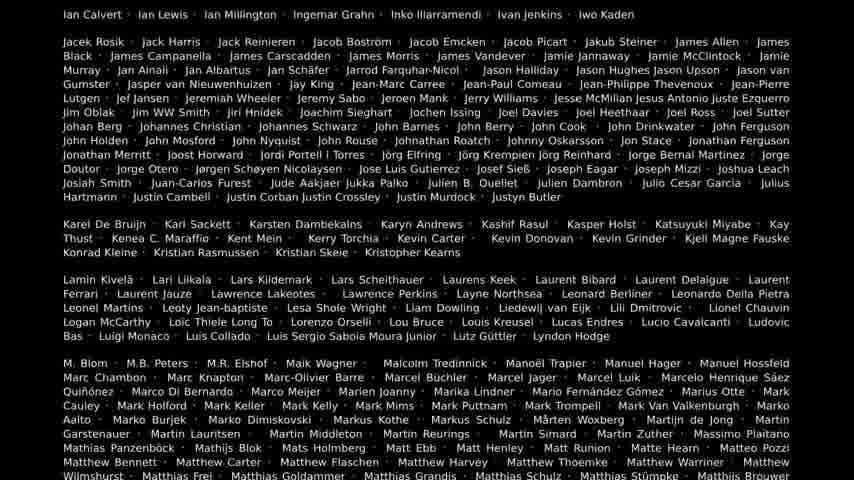 Ian Calvert · Ian Lewis · Ian Millington · Ingemar Grahn · Inko Illarramendi · Ivan Jenkins · Iwo Kaden
Jacek Rosik · Jack Harris · Jack Reinieren · Jacob Boström · Jacob Emcken · Jacob Picart · Jakub Steiner · James Allen · James
Black · James Campanella · James Carscadden · James Morris · James Vandever · Jamie Jannaway · Jamie McClintock · Jamie
Murray · Jan Ainali · Jan Albartus · Jan Schäfer · Jarrod Farquhar-Nicol · Jason Halliday · Jason Hughes Jason Upson · Jason van
Gumster · Jasper van Nieuwenhuizen · Jay King · Jean-Marc Carree · Jean-Paul Comeau · Jean-Philippe Thevenoux · Jean-Pierre
Lutgen · Jef Jansen · Jeremiah Wheeler · Jeremy Sabo · Jeroen Mank · Jerry Williams · Jesse McMilan Jesus Antonio Juste Ezquerro
Jim Oblak · Jim WW Smith · Jirí Hnídek · Joachim Sieghart · Jochen Issing · Joel Davies · Joel Heethaar · Joel Ross · Joel Sutter
Johan Berg · Johannes Christian · Johannes Schwarz · John Barnes · John Berry · John Cook · John Drinkwater · John Ferguson
John Holden · John Mosford · John Nyquist · John Rouse · Johnathan Roatch · Johnny Oskarsson · Jon Stace · Jonathan Ferguson
Jonathan Merritt · Joost Horward · Jordi Portell I Torres · Jörg Elfring · Jörg Krempien Jörg Reinhard · Jorge Bernal Martinez · Jorge
Doutor · Jorge Otero · Jørgen Schøyen Nicolaysen · Jose Luis Gutierrez · Josef Sieß · Joseph Eagar · Joseph Mizzi · Joshua Leach
Josiah Smith · Juan-Carlos Furest · Jude Aakjaer Jukka Palko · Julien B. Ouellet · Julien Dambron · Julio Cesar Garcia · Julius
Hartmann · Justin Cambell · Justin Corban Justin Crossley · Justin Murdock · Justyn Butler
Karel De Bruijn · Karl Sackett · Karsten Dambekalns · Karyn Andrews · Kashif Rasul · Kasper Holst · Katsuyuki Miyabe · Kay
Thust · Kenea C. Maraffio · Kent Mein · Kerry Torchia · Kevin Carter · Kevin Donovan · Kevin Grinder · Kjell Magne Fauske
Konrad Kleine · Kristian Rasmussen · Kristian Skeie · Kristopher Kearns
Lamin Kivelä · Lari Liikala · Lars Kildemark · Lars Scheithauer · Laurens Keek · Laurent Bibard · Laurent Delaigue · Laurent
Ferrari · Laurent Jauze · Lawrence Lakeotes · Lawrence Perkins · Layne Northsea · Leonard Berliner · Leonardo Della Pietra
Leonel Martins · Leoty Jean-baptiste · Lesa Shole Wright · Liam Dowling · Liedewij van Eijk · Lili Dmitrovic · Lionel Chauvin
Logan McCarthy · Loïc Thiele Long To · Lorenzo Orselli · Lou Bruce · Louis Kreusel · Lucas Endres · Lucio Cavalcanti · Ludovic
Bas · Luigi Monaco · Luis Collado · Luis Sergio Saboia Moura Junior · Lutz Güttler · Lyndon Hodge
M. Blom · M.B. Peters · M.R. Elshof · Maik Wagner · Malcolm Tredinnick · Manoël Trapier · Manuel Hager · Manuel Hossfeld
Marc Chambon · Marc Knapton · Marc-Olivier Barre · Marcel Büchler · Marcel Jager · Marcel Luik · Marcelo Henrique Sáez
Quiñónez · Marco Di Bernardo · Marco Meijer · Marien Joanny · Marika Lindner · Mario Fernández Gómez · Marius Otte · Mark
Cauley · Mark Holford · Mark Keller · Mark Kelly · Mark Mims · Mark Puttnam · Mark Trompell · Mark Van Valkenburgh · Marko
Aalto · Marko Burjek · Marko Dimiskovski · Markus Kothe · Markus Schulz · Mårten Woxberg · Martijn de Jong · Martin
Garstenauer · Martin Lauritsen · Martin Middleton · Martin Reurings · Martin Simard · Martin Zuther · Massimo Plaitano
Mathias Panzenböck · Mathijs Blok · Mats Holmberg · Matt Ebb · Matt Henley · Matt Runion · Matte Hearn · Matteo Pozzi
Matthew Bennett · Matthew Carter · Matthew Flaschen · Matthew Harvey · Matthew Thoemke · Matthew Warriner · Matthew
Wilmshurst · Matthias Frei · Matthias Goldammer · Matthias Grandis · Matthias Schulz · Matthias Stümpke · Matthijs Brouwer